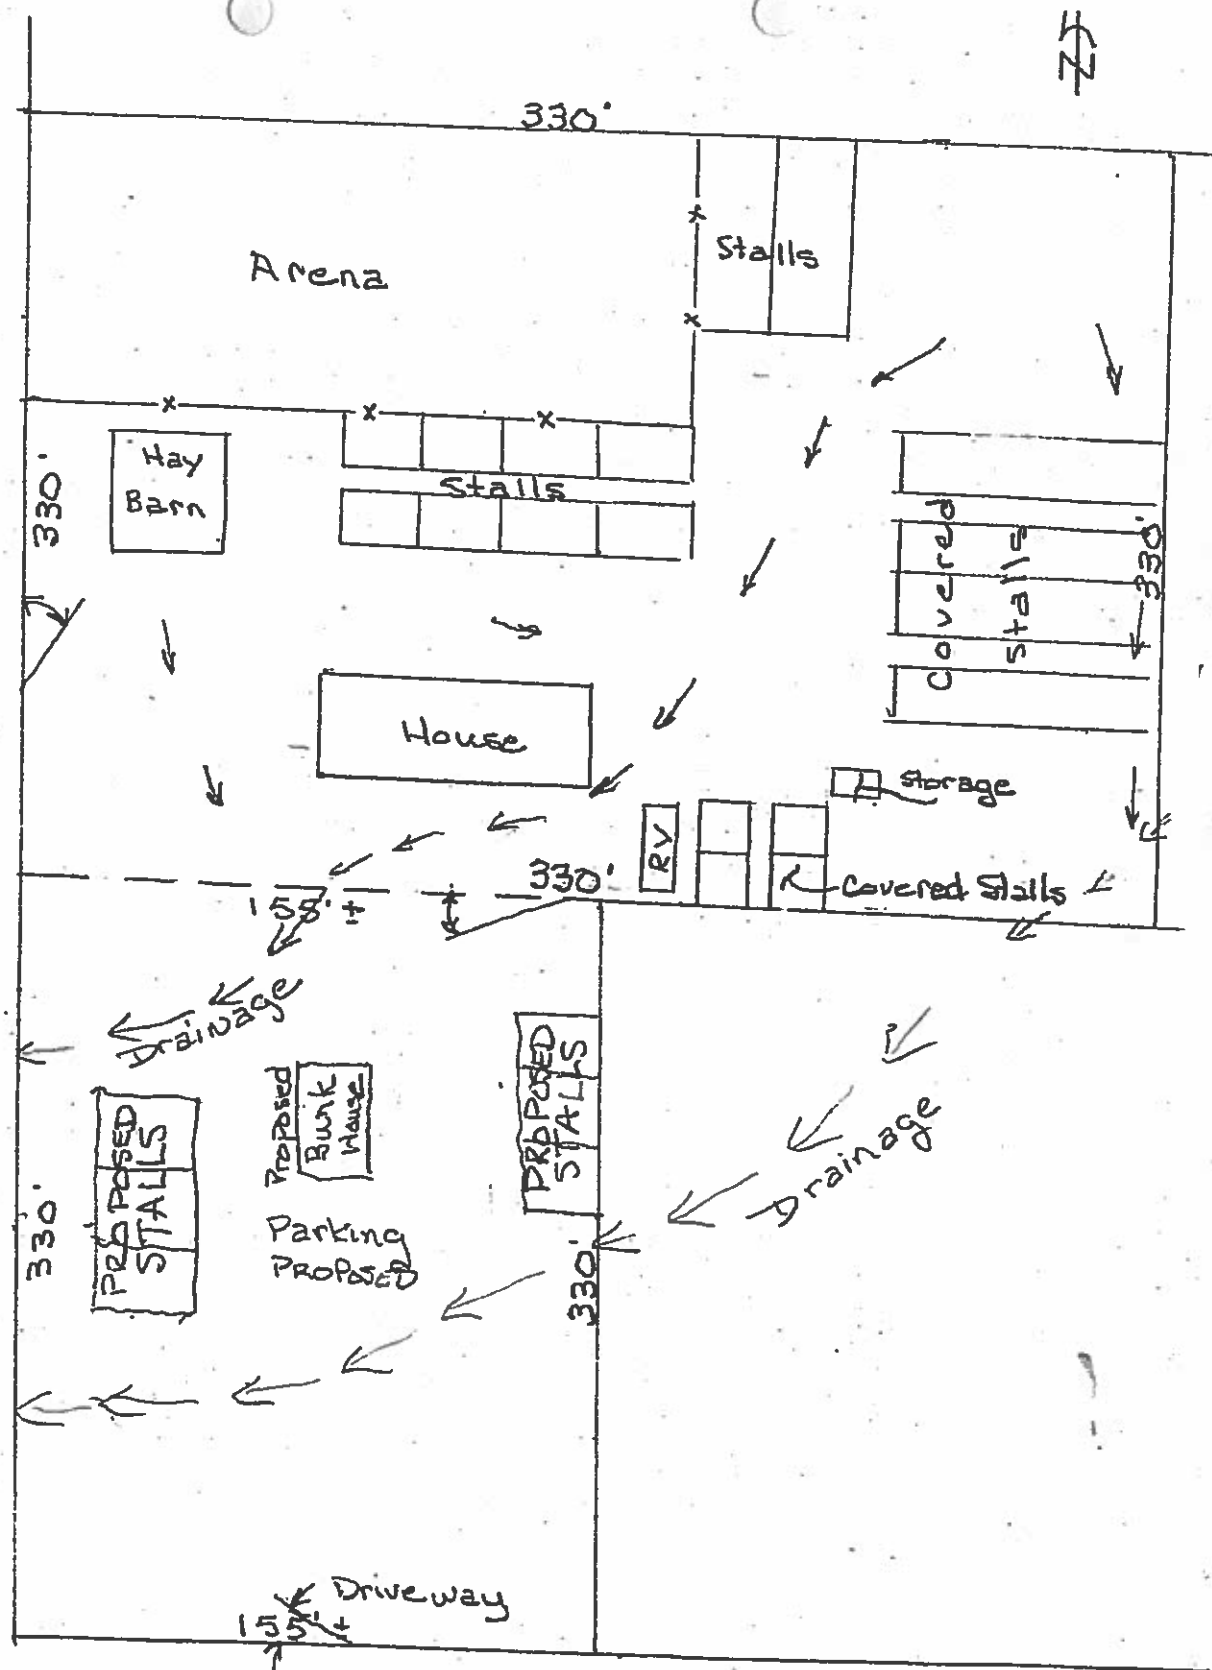 N
330'
Arena
Stalls
Hay
Barn
330'
Stalls
Covered
Stalls
330'
House
storage
RV
330'
Covered Stalls
155' ±
Drainage
Proposed
Bunk
House
PROPOSED
STALLS
PROPOSED
STALLS
Drainage
330'
Parking
PROPOSED
330'
Driveway
155' ±